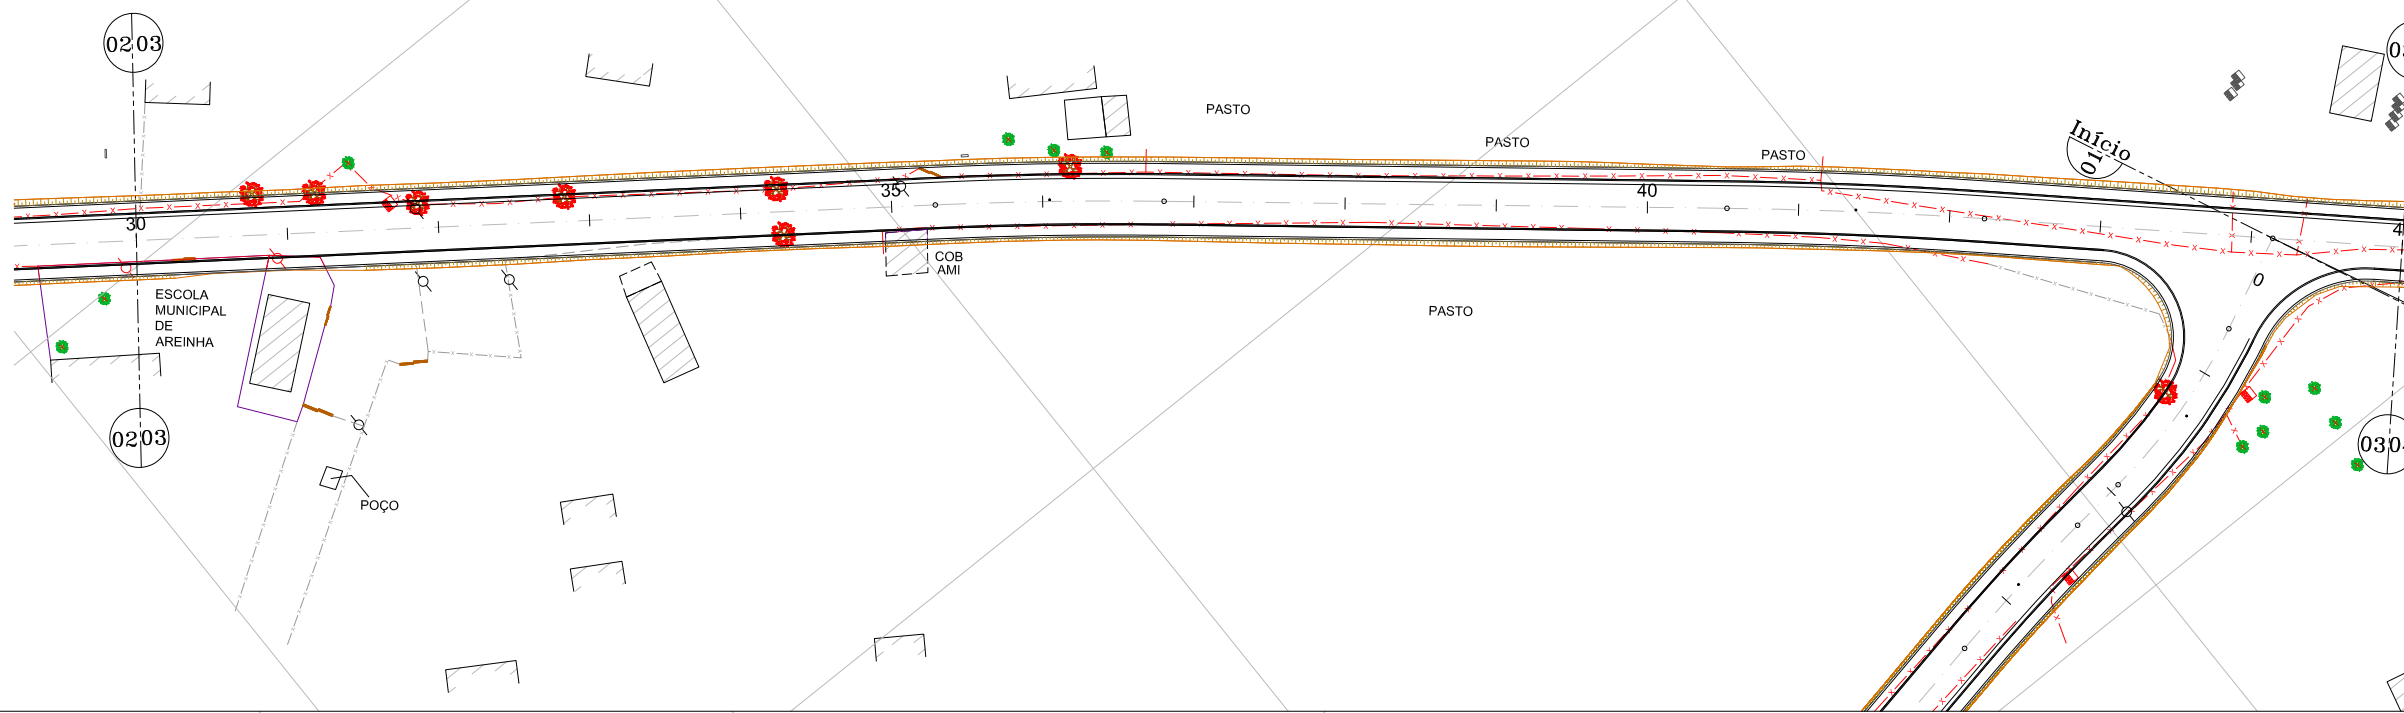 02 03
PASTO
PASTO
PASTO
Início
01
35
40
30
COB
AMI
ESCOLA
MUNICIPAL
DE
AREINHA
0
PASTO
02 03
POÇO